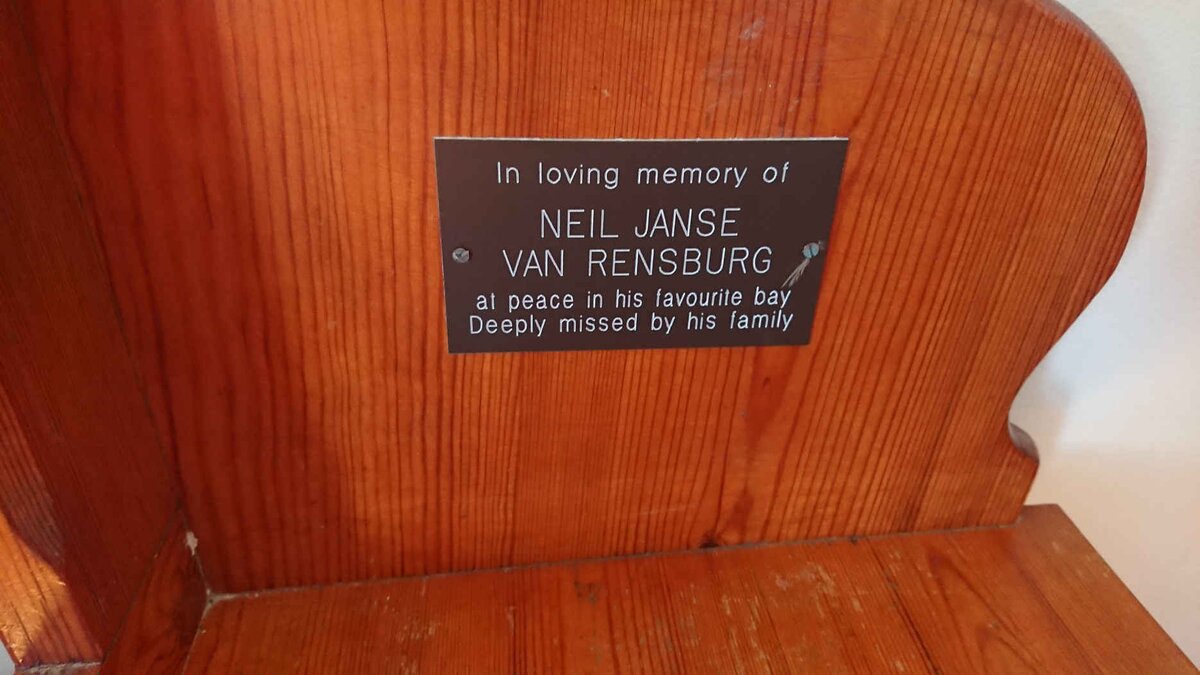 In loving memory of
NEIL JANSE
VAN RENSBURG
at peace in his favourite bay
Deeply missed by his family